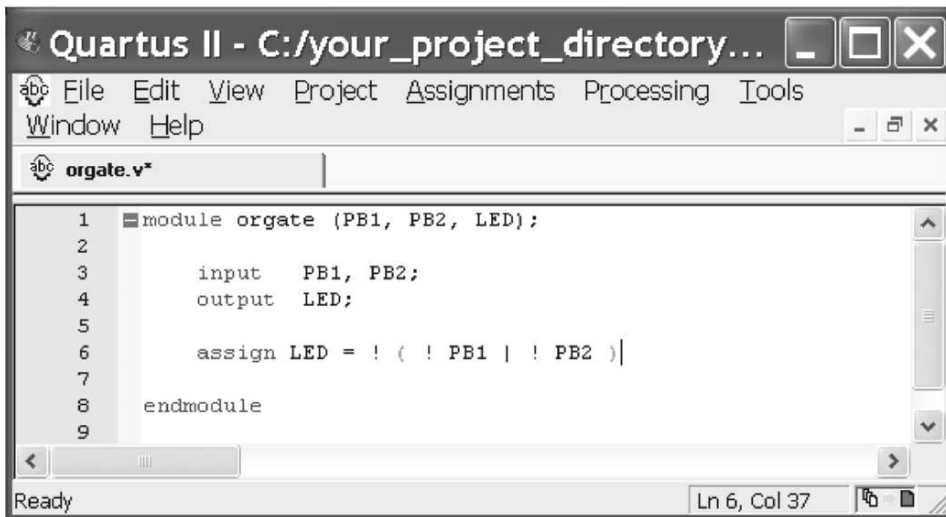 Quartus II - C:/your_project_directory...
abc File Edit View Project Assignments Processing Tools
Window Help
abc orgate.v*
1 module orgate (PB1, PB2, LED);
2
3 input PB1, PB2;
4 output LED;
5
6 assign LED = ! ( ! PB1 | ! PB2 )
7
8 endmodule
9
Ready Ln 6, Col 37